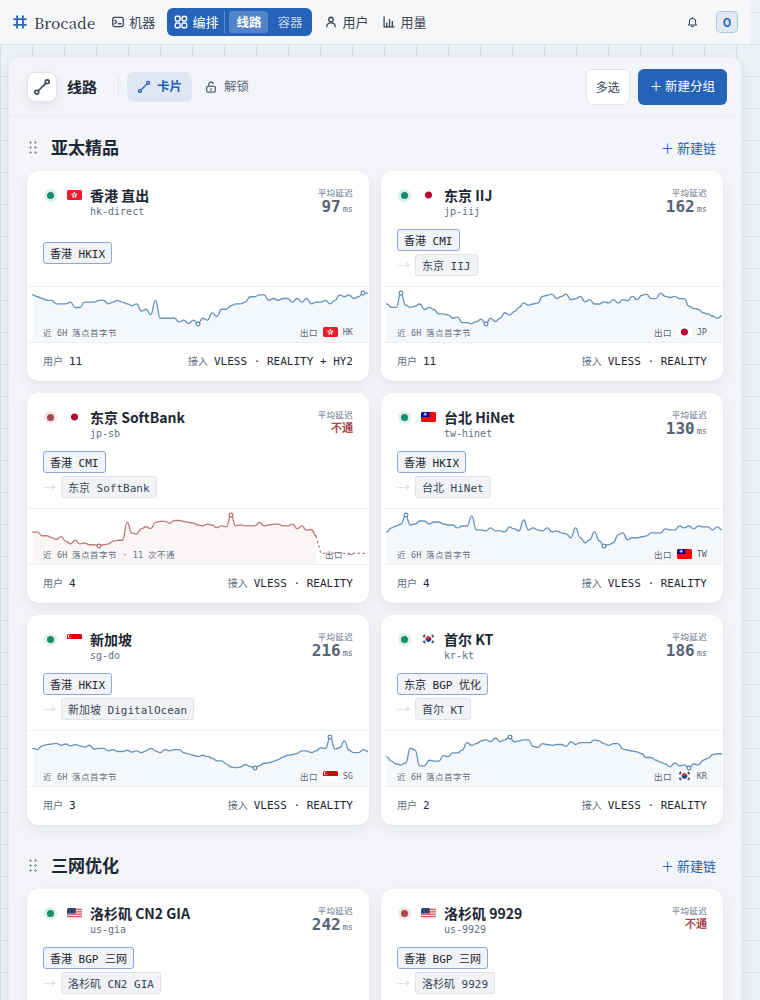 Brocade 机器 编排 线路 容器 用户 用量 O
线路 卡片 解锁 多选 新建分组
亚太精品 新建链
香港 直出
hk-direct
平均延迟
97 ms
香港 HKIX
近 6H 落点首字节 出口 HK
用户 11 接入 VLESS · REALITY + HY2
东京 IIJ
jp-iij
平均延迟
162 ms
香港 CMI
东京 IIJ
近 6H 落点首字节 出口 JP
用户 11 接入 VLESS · REALITY
东京 SoftBank
jp-sb
平均延迟
不通
香港 CMI
东京 SoftBank
近 6H 落点首字节 · 11 次不通 出口
用户 4 接入 VLESS · REALITY
台北 HiNet
tw-hinet
平均延迟
130 ms
香港 HKIX
台北 HiNet
近 6H 落点首字节 出口 TW
用户 4 接入 VLESS · REALITY
新加坡
sg-do
平均延迟
216 ms
香港 HKIX
新加坡 DigitalOcean
近 6H 落点首字节 出口 SG
用户 3 接入 VLESS · REALITY
首尔 KT
kr-kt
平均延迟
186 ms
东京 BGP 优化
首尔 KT
近 6H 落点首字节 出口 KR
用户 2 接入 VLESS · REALITY
三网优化 新建链
洛杉矶 CN2 GIA
us-gia
平均延迟
242 ms
香港 BGP 三网
洛杉矶 CN2 GIA
洛杉矶 9929
us-9929
平均延迟
不通
香港 BGP 三网
洛杉矶 9929